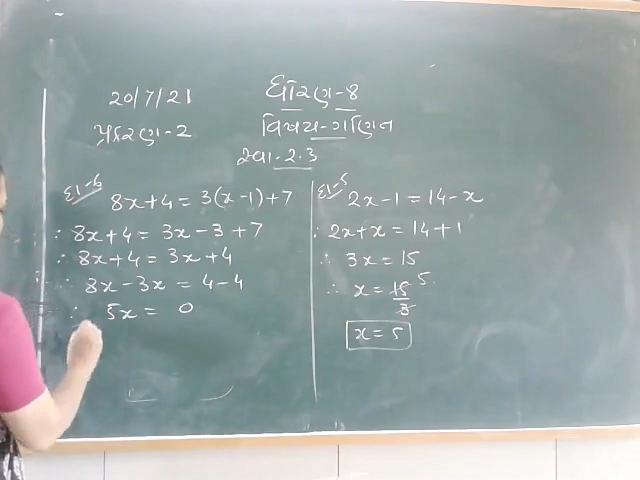 20/7/21
ધોરણ-8
પ્રકરણ-2
વિષય-ગણિત
સ્વા-2.3
દા-6 8x+4 = 3(x-1)+7
∴ 8x+4 = 3x-3+7
∴ 8x+4 = 3x+4
∴ 8x-3x = 4-4
∴ 5x = 0
દા-5 2x-1 = 14-x
∴ 2x+x = 14+1
∴ 3x = 15
∴ x = 15/3 5
x = 5